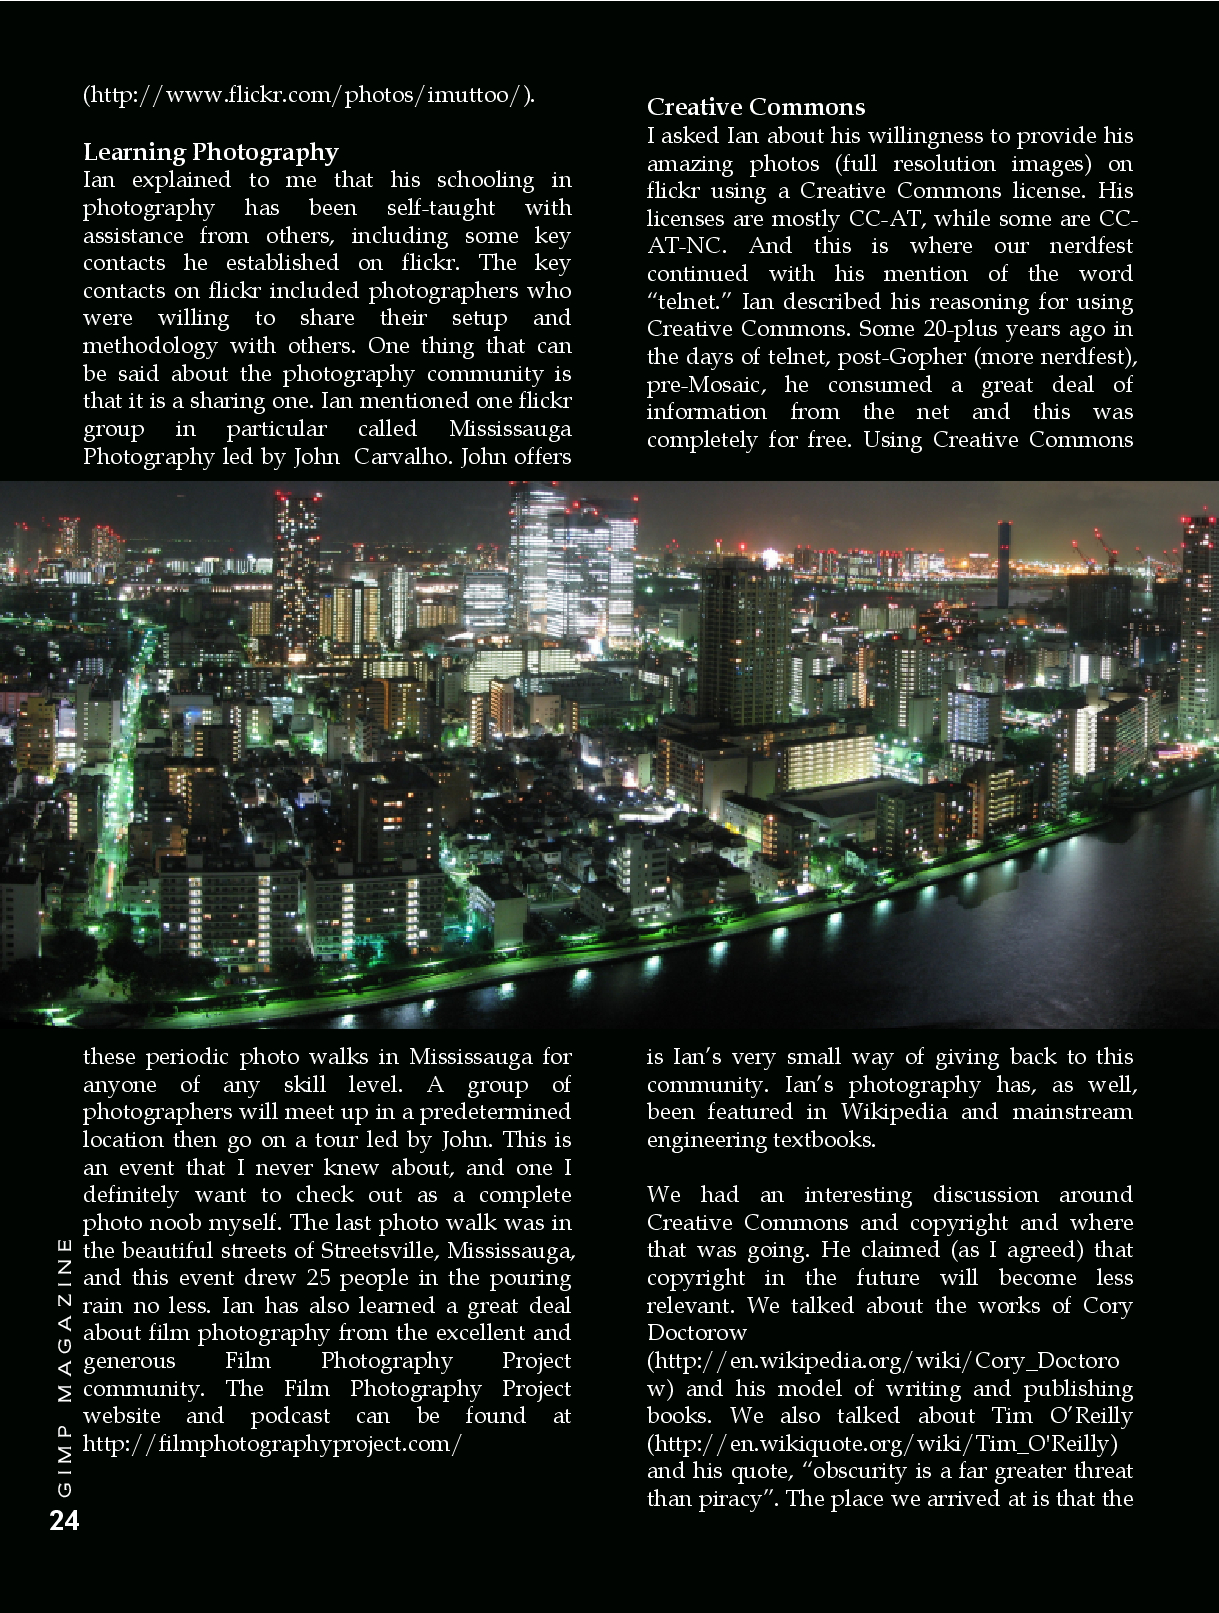 (http://www.flickr.com/photos/imuttoo/).
Learning Photography
Ian explained to me that his schooling in
photography has been self-taught with
assistance from others, including some key
contacts he established on flickr. The key
contacts on flickr included photographers who
were willing to share their setup and
methodology with others. One thing that can
be said about the photography community is
that it is a sharing one. Ian mentioned one flickr
group in particular called Mississauga
Photography led by John Carvalho. John offers
these periodic photo walks in Mississauga for
anyone of any skill level. A group of
photographers will meet up in a predetermined
location then go on a tour led by John. This is
an event that I never knew about, and one I
definitely want to check out as a complete
photo noob myself. The last photo walk was in
the beautiful streets of Streetsville, Mississauga,
and this event drew 25 people in the pouring
rain no less. Ian has also learned a great deal
about film photography from the excellent and
generous Film Photography Project
community. The Film Photography Project
website and podcast can be found at
http://filmphotographyproject.com/
Creative Commons
I asked Ian about his willingness to provide his
amazing photos (full resolution images) on
flickr using a Creative Commons license. His
licenses are mostly CC-AT, while some are CC-
AT-NC. And this is where our nerdfest
continued with his mention of the word
“telnet.” Ian described his reasoning for using
Creative Commons. Some 20-plus years ago in
the days of telnet, post-Gopher (more nerdfest),
pre-Mosaic, he consumed a great deal of
information from the net and this was
completely for free. Using Creative Commons
is Ian’s very small way of giving back to this
community. Ian’s photography has, as well,
been featured in Wikipedia and mainstream
engineering textbooks.
We had an interesting discussion around
Creative Commons and copyright and where
that was going. He claimed (as I agreed) that
copyright in the future will become less
relevant. We talked about the works of Cory
Doctorow
(http://en.wikipedia.org/wiki/Cory_Doctoro
w) and his model of writing and publishing
books. We also talked about Tim O’Reilly
(http://en.wikiquote.org/wiki/Tim_O'Reilly)
and his quote, “obscurity is a far greater threat
than piracy”. The place we arrived at is that the
GIMP MAGAZINE
24